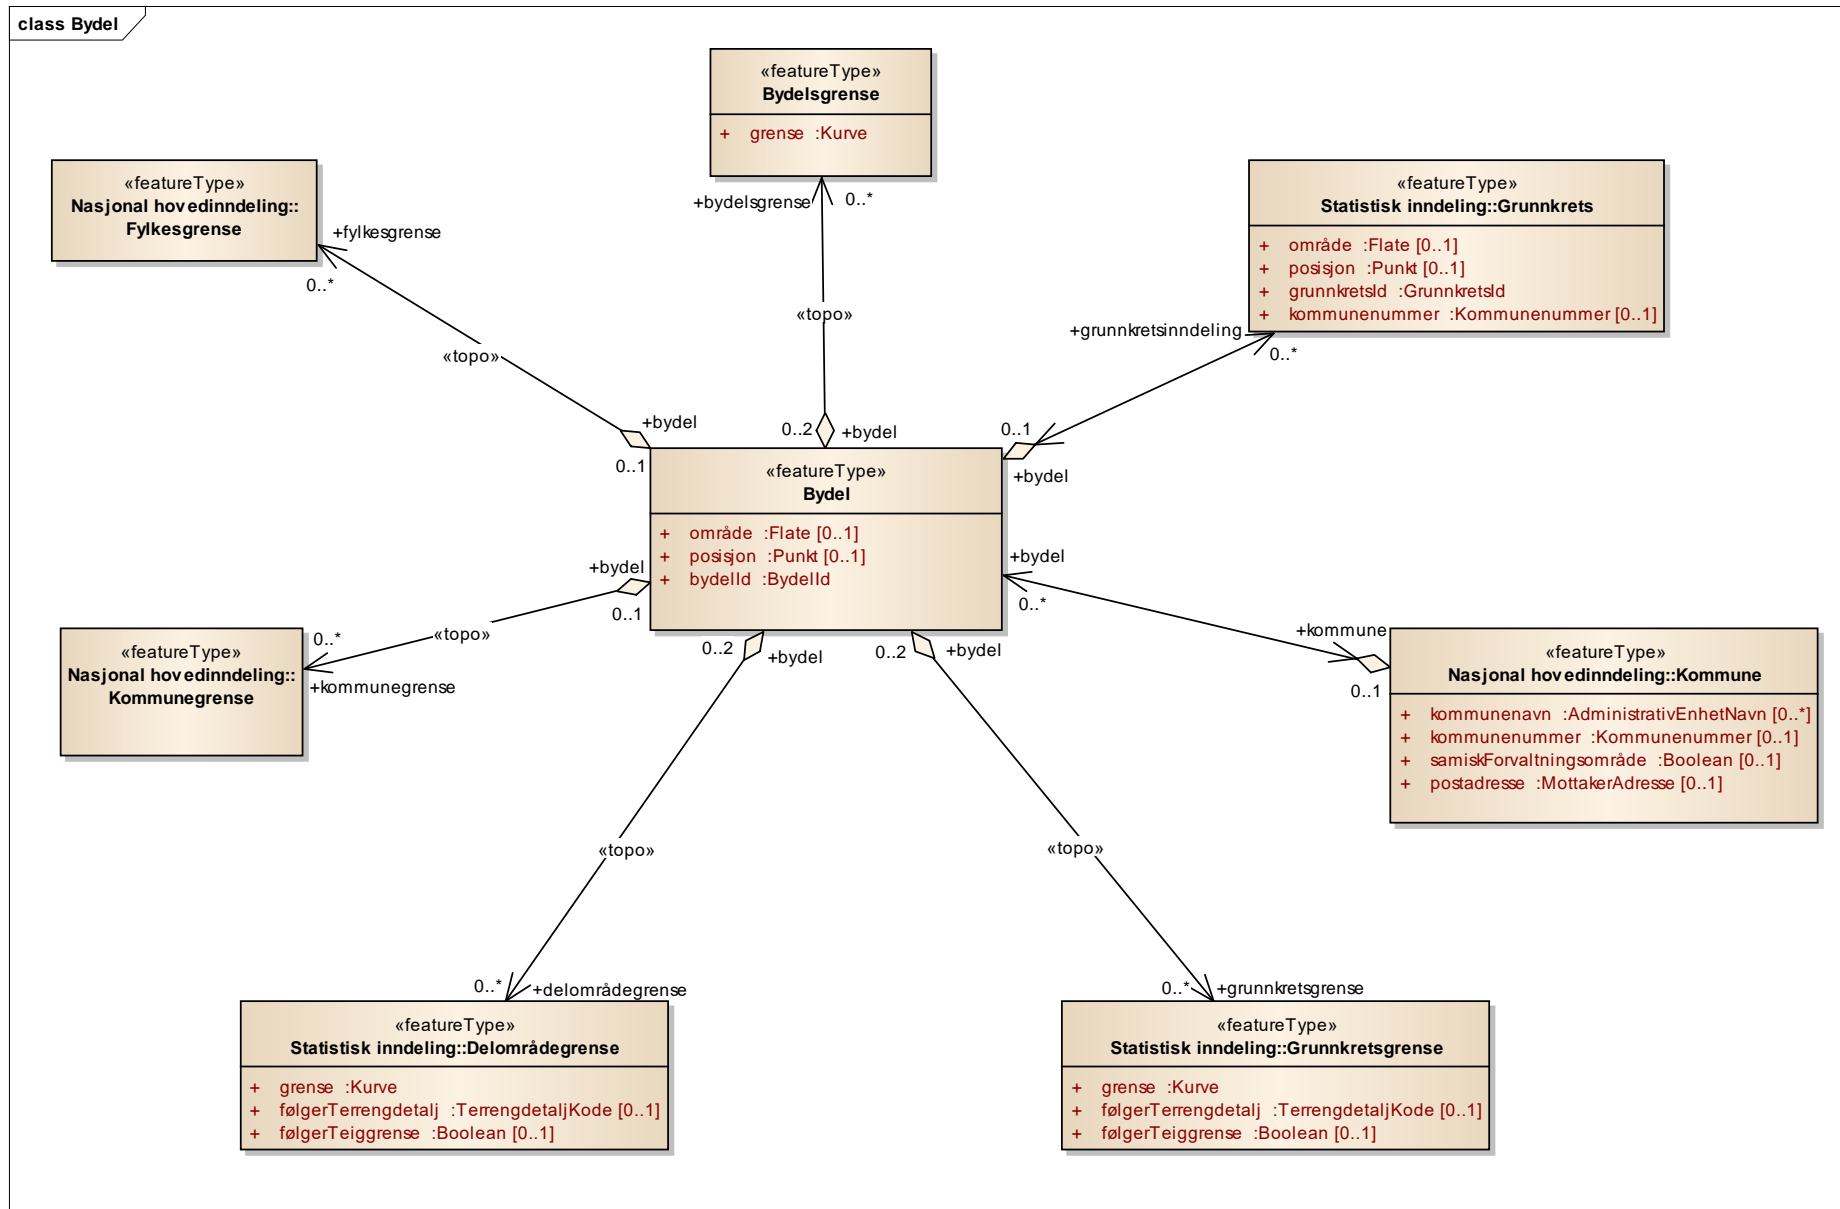 class Bydel
«featureType»
Bydelsgrense
+ grense :Kurve
«featureType»
Nasjonal hovedinndeling::
Fylkesgrense
«featureType»
Statistisk inndeling::Grunnkrets
+ område :Flate [0..1]
+ posisjon :Punkt [0..1]
+ grunnkretsId :GrunnkretsId
+ kommunenummer :Kommunenummer [0..1]
+bydelsgrense
0..*
+fylkesgrense
0..*
«topo»
«topo»
+grunnkretsinndeling
0..*
+bydel
0..1
0..2
+bydel
0..1
+bydel
«featureType»
Bydel
+ område :Flate [0..1]
+ posisjon :Punkt [0..1]
+ bydelId :BydelId
+bydel
0..1
+bydel
0..*
«topo»
0..*
+kommunegrense
«featureType»
Nasjonal hovedinndeling::
Kommunegrense
0..2
+bydel
0..2
+bydel
+kommune
0..1
«featureType»
Nasjonal hovedinndeling::Kommune
+ kommunenavn :AdministrativEnhetNavn [0..*]
+ kommunenummer :Kommunenummer [0..1]
+ samiskForvaltningsområde :Boolean [0..1]
+ postadresse :MottakerAdresse [0..1]
«topo»
«topo»
0..*
+delområdegrense
0..*
+grunnkretsgrense
«featureType»
Statistisk inndeling::Delområdegrense
+ grense :Kurve
+ følgerTerrengdetalj :TerrengdetaljKode [0..1]
+ følgerTeiggrense :Boolean [0..1]
«featureType»
Statistisk inndeling::Grunnkretsgrense
+ grense :Kurve
+ følgerTerrengdetalj :TerrengdetaljKode [0..1]
+ følgerTeiggrense :Boolean [0..1]